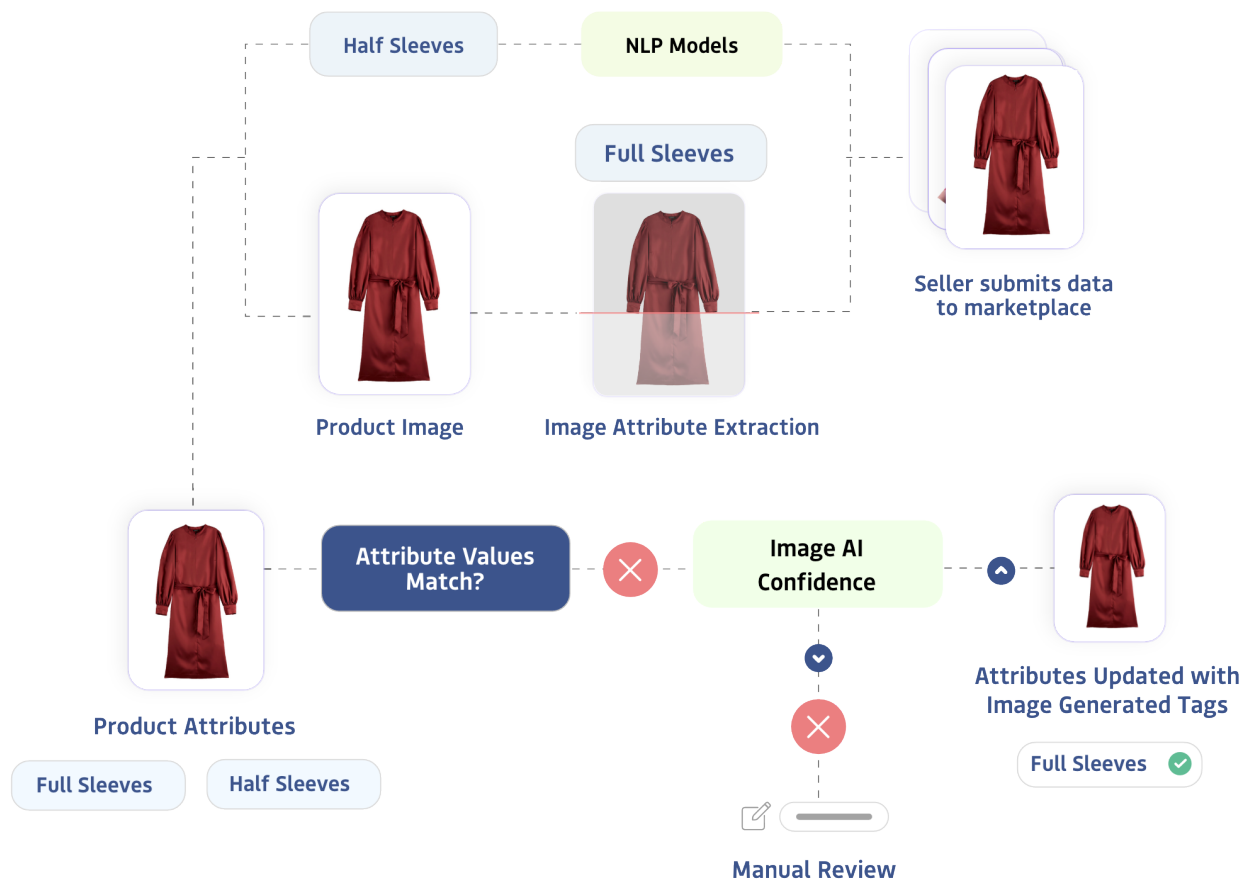 Half Sleeves
NLP Models
Full Sleeves
Seller submits data
to marketplace
Product Image
Image Attribute Extraction
Attribute Values
Match?
Image AI
Confidence
Product Attributes
Full Sleeves
Half Sleeves
Attributes Updated with
Image Generated Tags
Full Sleeves
Manual Review